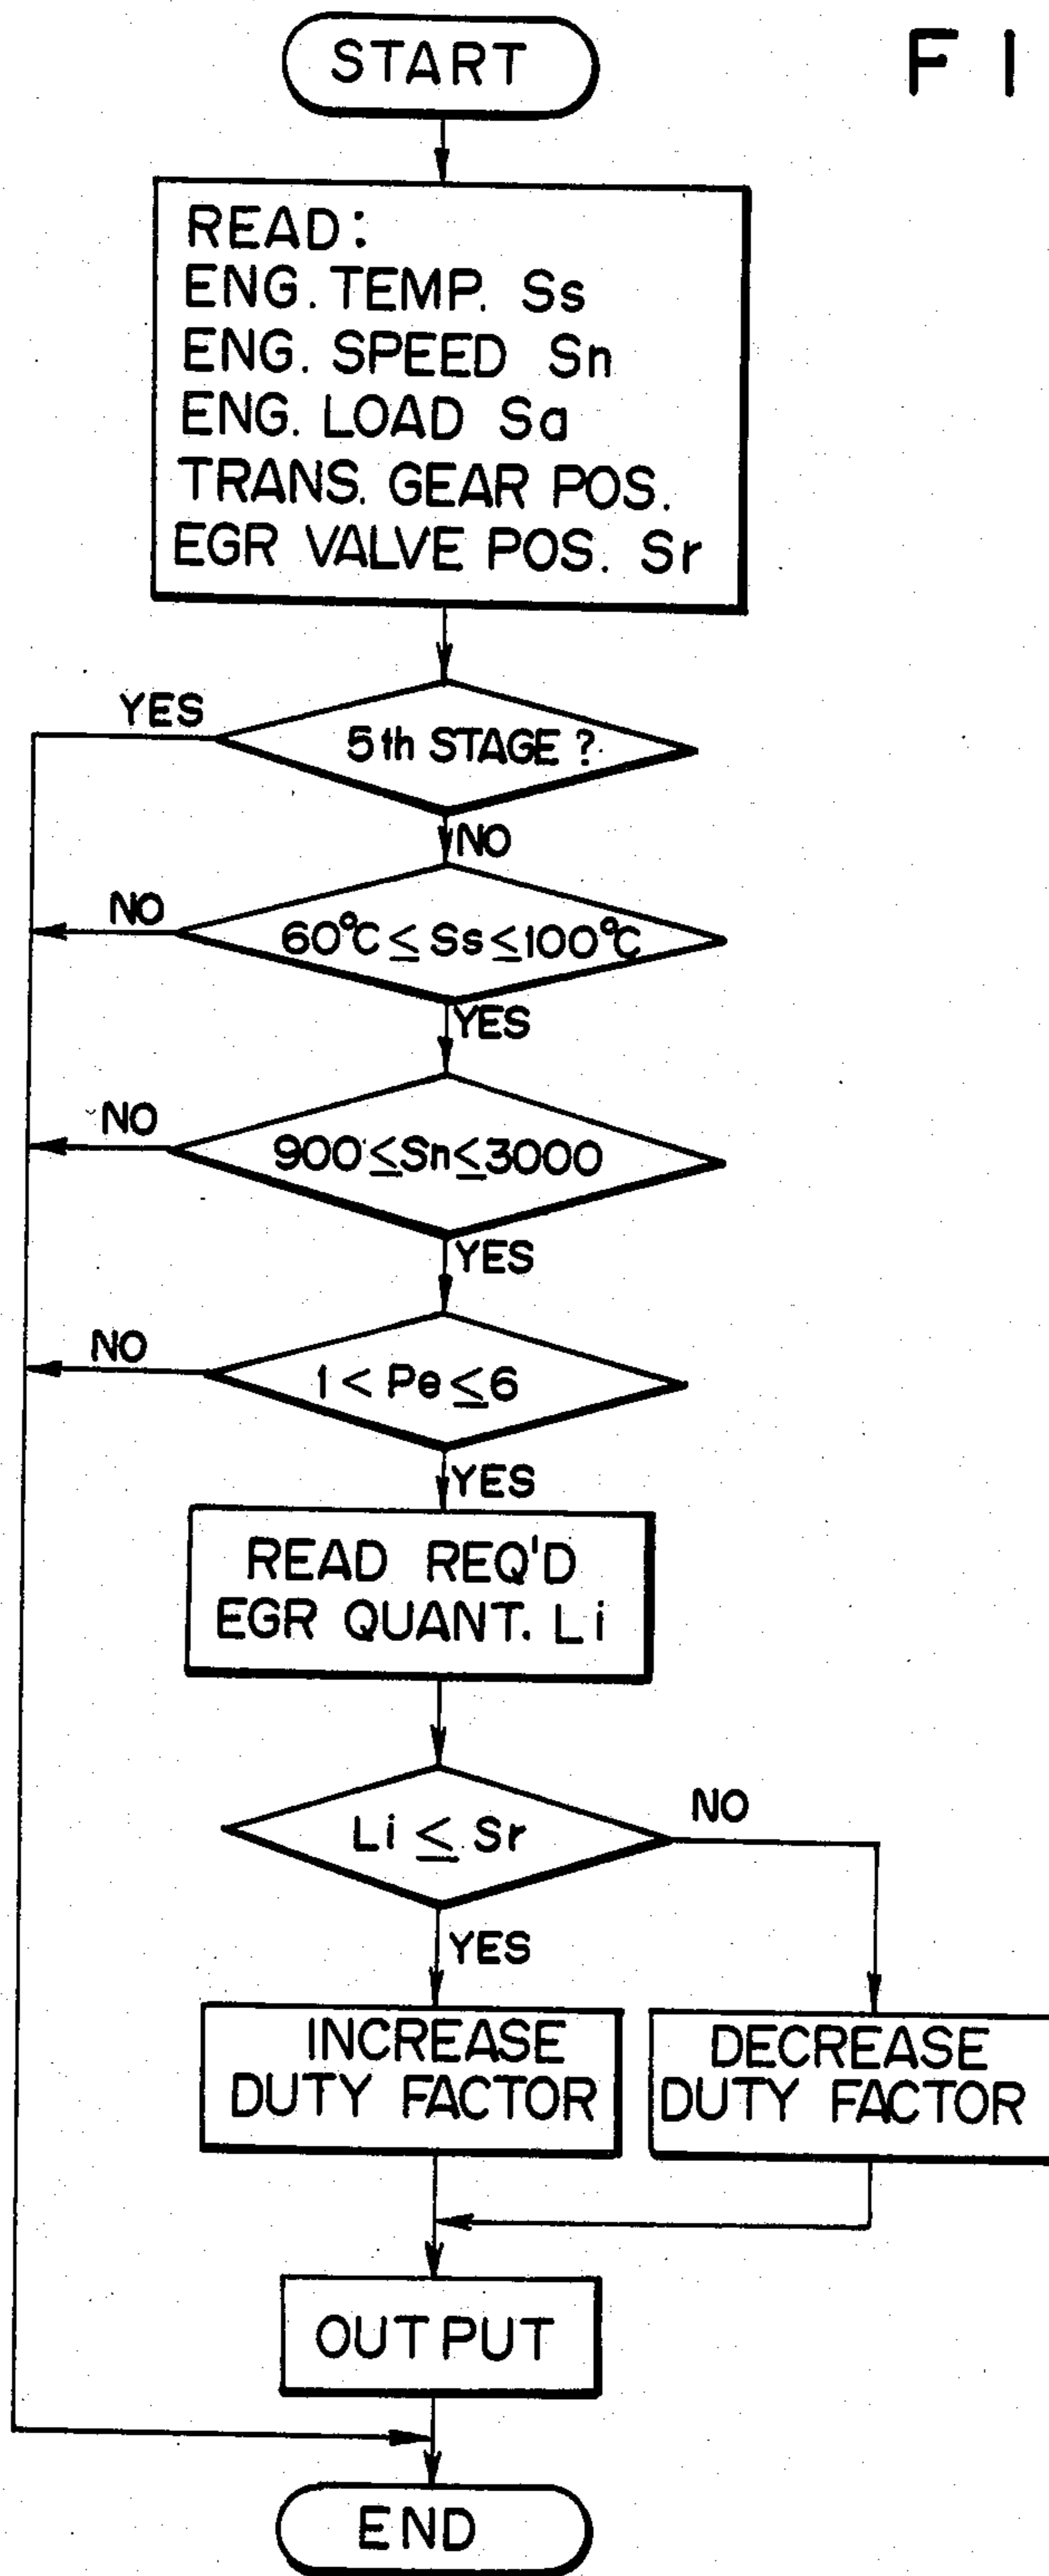 START
F I
READ:
ENG. TEMP. Ss
ENG. SPEED Sn
ENG. LOAD Sa
TRANS. GEAR POS.
EGR VALVE POS. Sr
YES
5th STAGE ?
NO
NO
60°C ≤ Ss ≤ 100°C
YES
NO
900 ≤ Sn ≤ 3000
YES
NO
1 < Pe ≤ 6
YES
READ REQ'D
EGR QUANT. Li
Li ≤ Sr
NO
YES
INCREASE
DUTY FACTOR
DECREASE
DUTY FACTOR
OUTPUT
END